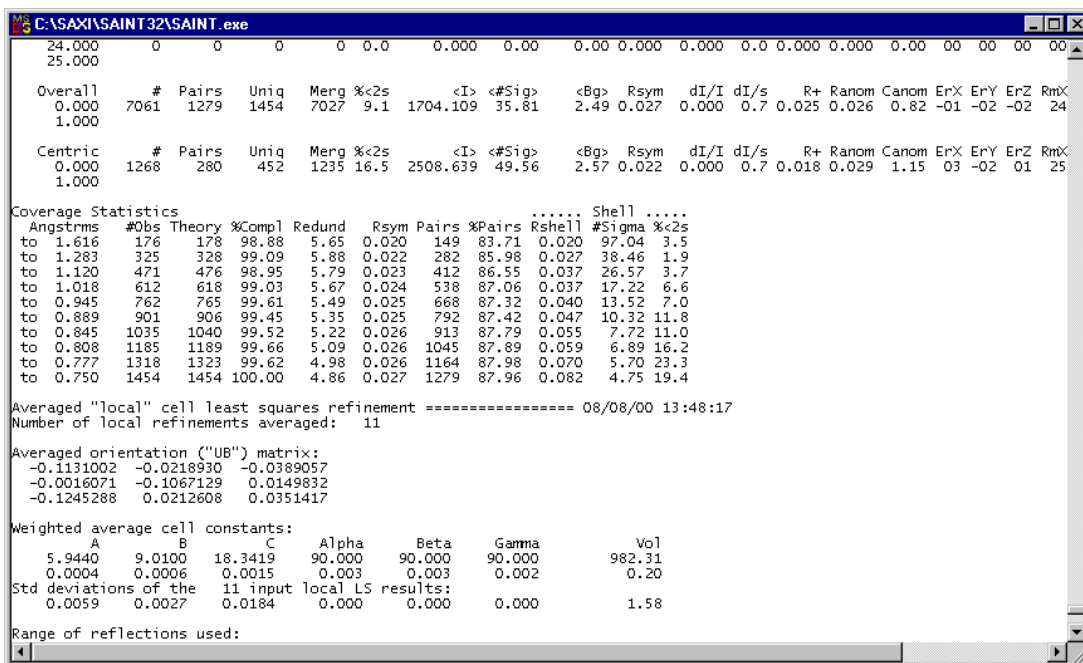 C:\SAXI\SAINT32\SAINT.exe
24.000 0 0 0 0 0.0 0.000 0.00 0.00 0.000 0.000 0.0 0.000 0.000 0.00 00 00 00 00
25.000
Overall # Pairs Uniq Merg %<2s <I> <#Sig> <Bg> Rsym dI/I dI/s R+ Ranom Canom ErX ErY ErZ RmX
0.000 7061 1279 1454 7027 9.1 1704.109 35.81 2.49 0.027 0.000 0.7 0.025 0.026 0.82 -01 -02 -02 24
1.000
Centric # Pairs Uniq Merg %<2s <I> <#Sig> <Bg> Rsym dI/I dI/s R+ Ranom Canom ErX ErY ErZ RmX
0.000 1268 280 452 1235 16.5 2508.639 49.56 2.57 0.022 0.000 0.7 0.018 0.029 1.15 03 -02 01 25
1.000
Coverage Statistics ...... Shell .....
Angstrms #Obs Theory %Compl Redund Rsym Pairs %Pairs Rshell #Sigma %<2s
to 1.616 176 178 98.88 5.65 0.020 149 83.71 0.020 97.04 3.5
to 1.283 325 328 99.09 5.88 0.022 282 85.98 0.027 38.46 1.9
to 1.120 471 476 98.95 5.79 0.023 412 86.55 0.037 26.57 3.7
to 1.018 612 618 99.03 5.67 0.024 538 87.06 0.037 17.22 6.6
to 0.945 762 765 99.61 5.49 0.025 668 87.32 0.040 13.52 7.0
to 0.889 901 906 99.45 5.35 0.025 792 87.42 0.047 10.32 11.8
to 0.845 1035 1040 99.52 5.22 0.026 913 87.79 0.055 7.72 11.0
to 0.808 1185 1189 99.66 5.09 0.026 1045 87.89 0.059 6.89 16.2
to 0.777 1318 1323 99.62 4.98 0.026 1164 87.98 0.070 5.70 23.3
to 0.750 1454 1454 100.00 4.86 0.027 1279 87.96 0.082 4.75 19.4
Averaged "local" cell least squares refinement ================= 08/08/00 13:48:17
Number of local refinements averaged: 11
Averaged orientation ("UB") matrix:
-0.1131002 -0.0218930 -0.0389057
-0.0016071 -0.1067129 0.0149832
-0.1245288 0.0212608 0.0351417
Weighted average cell constants:
A B C Alpha Beta Gamma Vol
5.9440 9.0100 18.3419 90.000 90.000 90.000 982.31
0.0004 0.0006 0.0015 0.003 0.003 0.002 0.20
Std deviations of the 11 input local LS results:
0.0059 0.0027 0.0184 0.000 0.000 0.000 1.58
Range of reflections used: